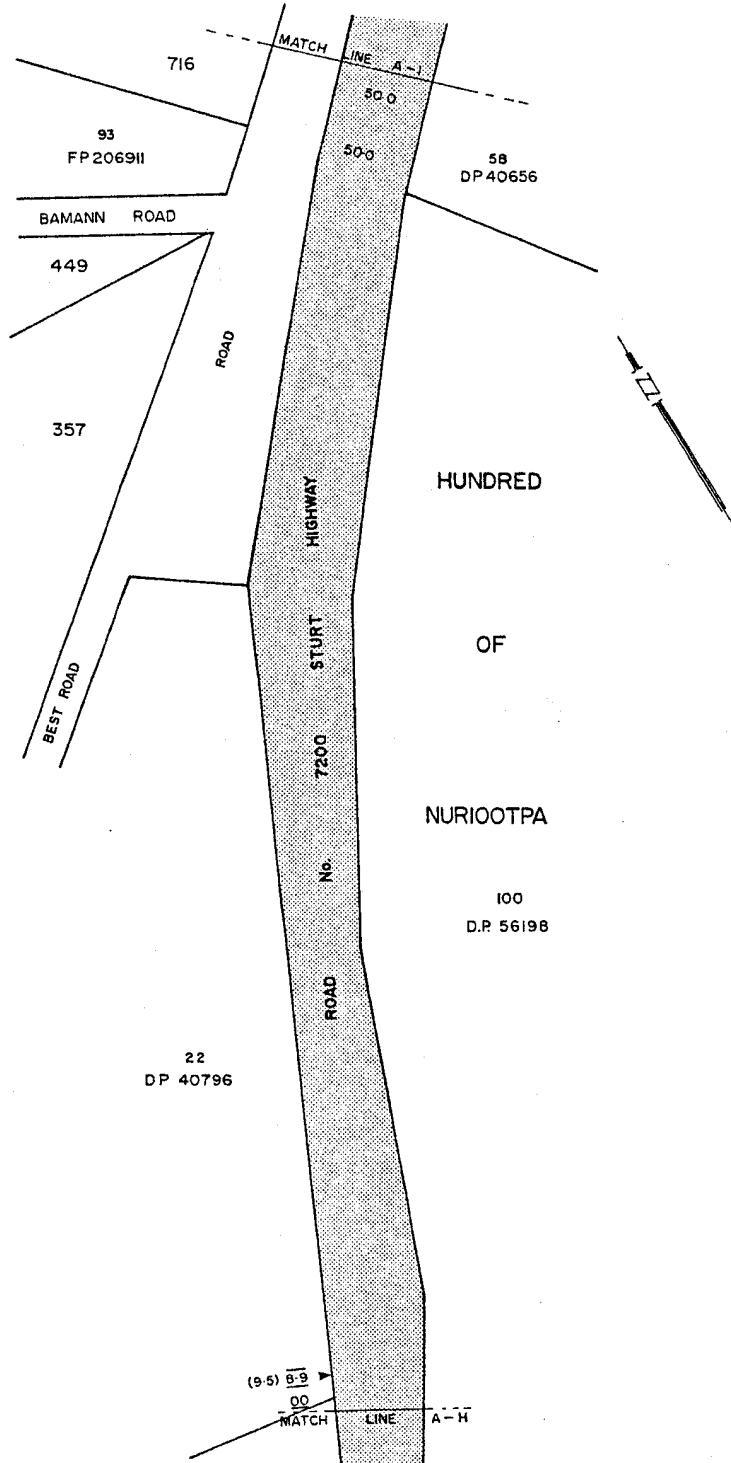 MATCH LINE A-I
716
50·0
93
FP 206911
50·0
58
DP 40656
BAMANN ROAD
449
ROAD
357
HUNDRED
OF
NURIOOTPA
ROAD No. 7200 STURT HIGHWAY
BEST ROAD
100
D.P. 56198
22
DP 40796
(9·5) 8·9
00
MATCH LINE A-H